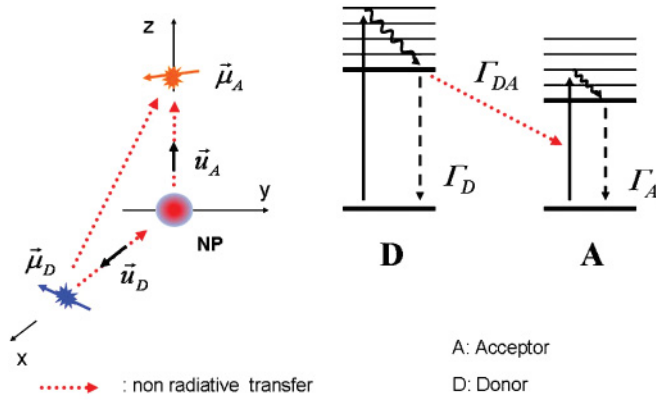 z
μ⃗_A
u⃗_A
y
NP
μ⃗_D
u⃗_D
x
Γ_DA
Γ_D
Γ_A
D
A
: non radiative transfer
A: Acceptor
D: Donor